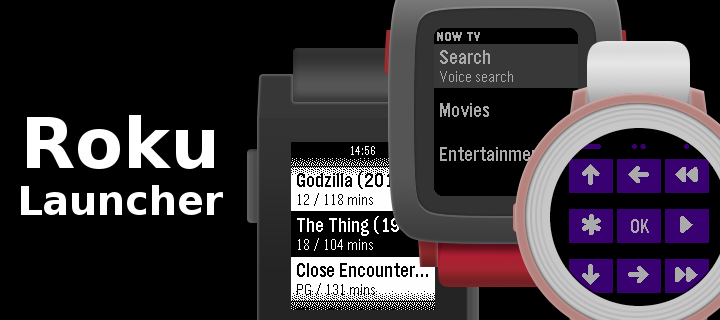 Roku
Launcher
14:56
Godzilla (201
12 / 118 mins
The Thing (19
18 / 104 mins
Close Encounter...
PG / 131 mins
NOW TV
Search
Voice search
Movies
Entertainme
OK